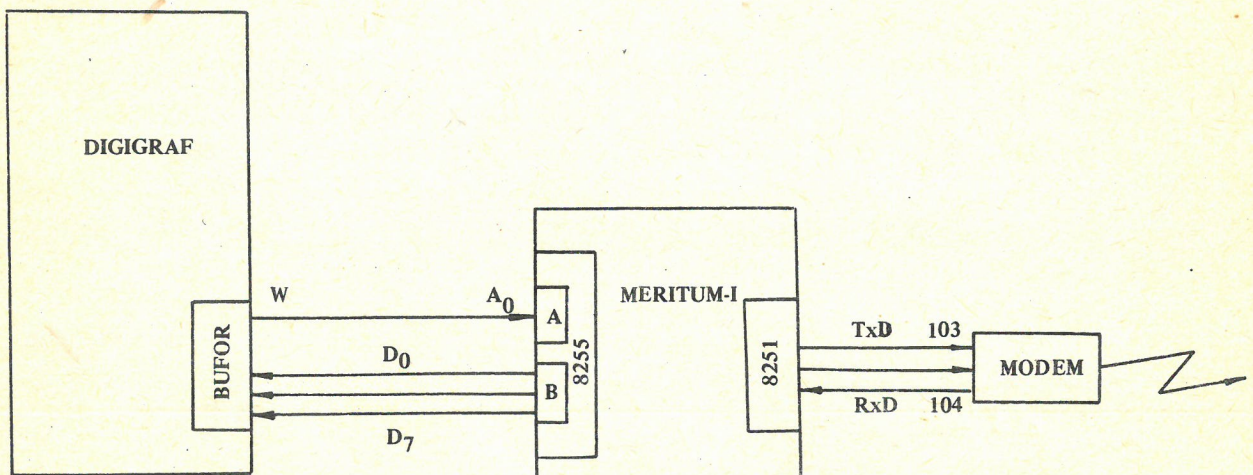 DIGIGRAF
BUFOR
W
A0
D0
D7
A
B
8255
MERITUM-I
8251
TxD 103
RxD 104
MODEM